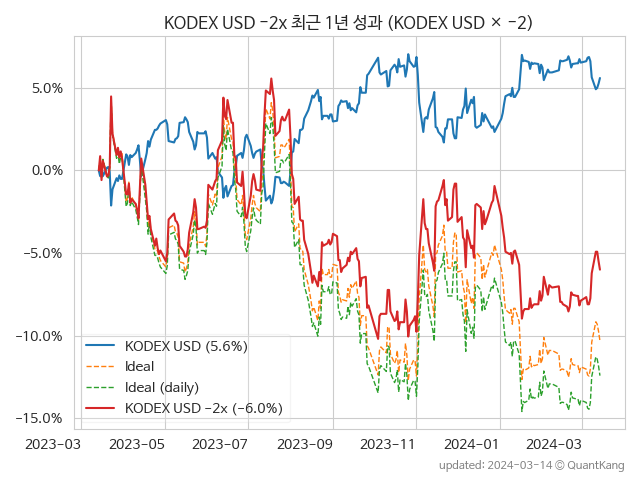 KODEX USD −2x 최근 1년 성과 (KODEX USD × −2)
5.0%
0.0%
−5.0%
−10.0%
−15.0%
KODEX USD (5.6%)
Ideal
Ideal (daily)
KODEX USD −2x (−6.0%)
2023-03 2023-05 2023-07 2023-09 2023-11 2024-01 2024-03
updated: 2024-03-14 © QuantKang